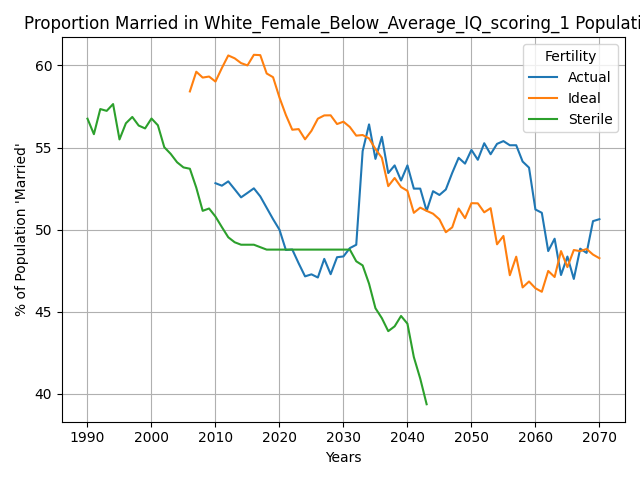 Proportion Married in White_Female_Below_Average_IQ_scoring_1 Populati
Fertility
Actual
Ideal
Sterile
% of Population 'Married'
60
55
50
45
40
1990 2000 2010 2020 2030 2040 2050 2060 2070
Years